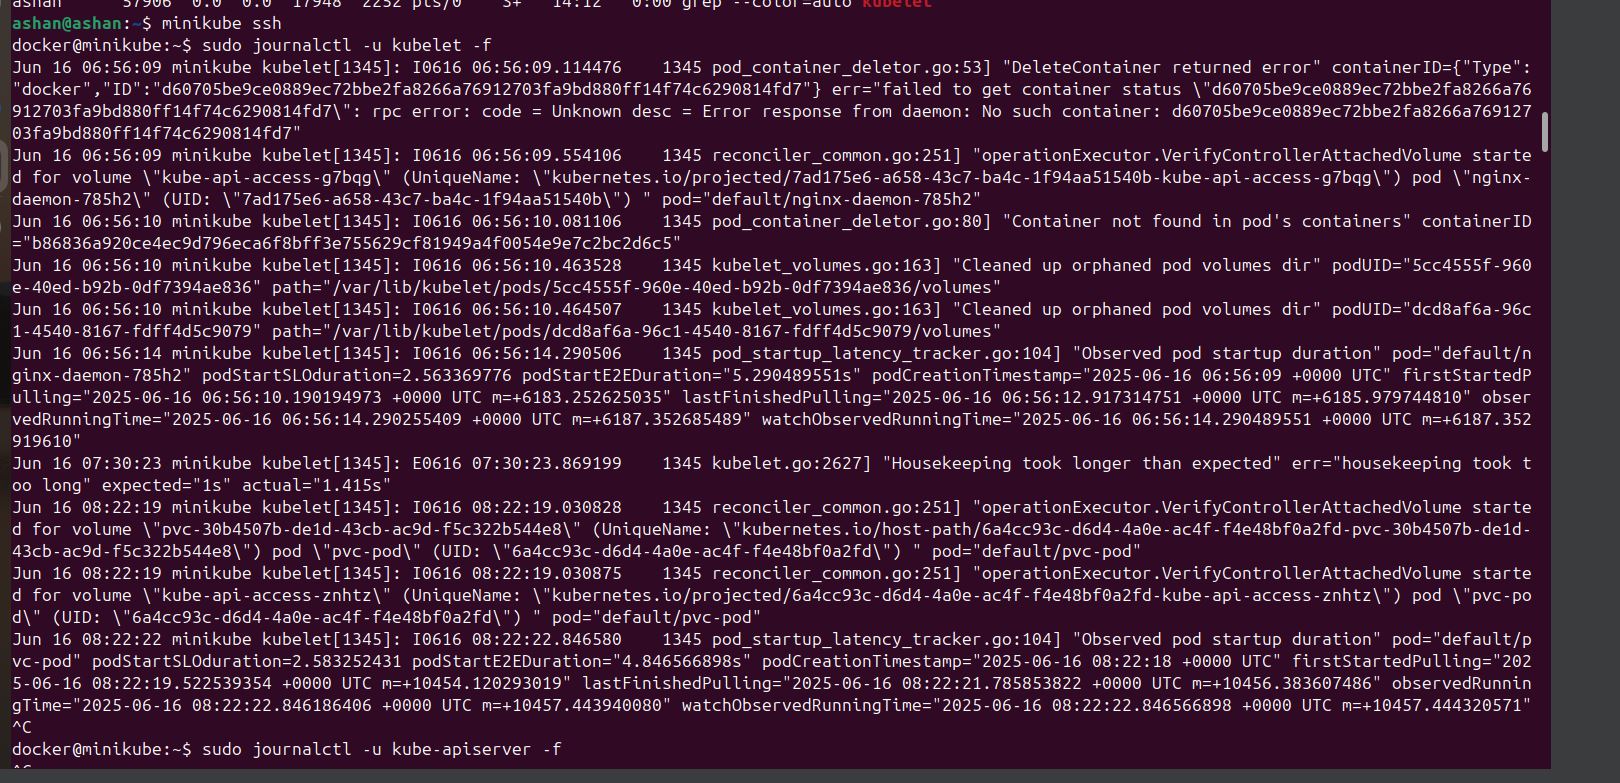 ashan 57906 0.0 0.0 17948 2252 pts/0 S+ 14:12 0:00 grep --color=auto kubelet
ashan@ashan:~$ minikube ssh
docker@minikube:~$ sudo journalctl -u kubelet -f
Jun 16 06:56:09 minikube kubelet[1345]: I0616 06:56:09.114476    1345 pod_container_deletor.go:53] "DeleteContainer returned error" containerID={"Type":
"docker","ID":"d60705be9ce0889ec72bbe2fa8266a76912703fa9bd880ff14f74c6290814fd7"} err="failed to get container status \"d60705be9ce0889ec72bbe2fa8266a76
912703fa9bd880ff14f74c6290814fd7\": rpc error: code = Unknown desc = Error response from daemon: No such container: d60705be9ce0889ec72bbe2fa8266a769127
03fa9bd880ff14f74c6290814fd7"
Jun 16 06:56:09 minikube kubelet[1345]: I0616 06:56:09.554106    1345 reconciler_common.go:251] "operationExecutor.VerifyControllerAttachedVolume starte
d for volume \"kube-api-access-g7bqg\" (UniqueName: \"kubernetes.io/projected/7ad175e6-a658-43c7-ba4c-1f94aa51540b-kube-api-access-g7bqg\") pod \"nginx-
daemon-785h2\" (UID: \"7ad175e6-a658-43c7-ba4c-1f94aa51540b\") " pod="default/nginx-daemon-785h2"
Jun 16 06:56:10 minikube kubelet[1345]: I0616 06:56:10.081106    1345 pod_container_deletor.go:80] "Container not found in pod's containers" containerID
="b86836a920ce4ec9d796eca6f8bff3e755629cf81949a4f0054e9e7c2bc2d6c5"
Jun 16 06:56:10 minikube kubelet[1345]: I0616 06:56:10.463528    1345 kubelet_volumes.go:163] "Cleaned up orphaned pod volumes dir" podUID="5cc4555f-960
e-40ed-b92b-0df7394ae836" path="/var/lib/kubelet/pods/5cc4555f-960e-40ed-b92b-0df7394ae836/volumes"
Jun 16 06:56:10 minikube kubelet[1345]: I0616 06:56:10.464507    1345 kubelet_volumes.go:163] "Cleaned up orphaned pod volumes dir" podUID="dcd8af6a-96c
1-4540-8167-fdff4d5c9079" path="/var/lib/kubelet/pods/dcd8af6a-96c1-4540-8167-fdff4d5c9079/volumes"
Jun 16 06:56:14 minikube kubelet[1345]: I0616 06:56:14.290506    1345 pod_startup_latency_tracker.go:104] "Observed pod startup duration" pod="default/n
ginx-daemon-785h2" podStartSLOduration=2.563369776 podStartE2EDuration="5.290489551s" podCreationTimestamp="2025-06-16 06:56:09 +0000 UTC" firstStartedP
ulling="2025-06-16 06:56:10.190194973 +0000 UTC m=+6183.252625035" lastFinishedPulling="2025-06-16 06:56:12.917314751 +0000 UTC m=+6185.979744810" obser
vedRunningTime="2025-06-16 06:56:14.290255409 +0000 UTC m=+6187.352685489" watchObservedRunningTime="2025-06-16 06:56:14.290489551 +0000 UTC m=+6187.352
919610"
Jun 16 07:30:23 minikube kubelet[1345]: E0616 07:30:23.869199    1345 kubelet.go:2627] "Housekeeping took longer than expected" err="housekeeping took t
oo long" expected="1s" actual="1.415s"
Jun 16 08:22:19 minikube kubelet[1345]: I0616 08:22:19.030828    1345 reconciler_common.go:251] "operationExecutor.VerifyControllerAttachedVolume starte
d for volume \"pvc-30b4507b-de1d-43cb-ac9d-f5c322b544e8\" (UniqueName: \"kubernetes.io/host-path/6a4cc93c-d6d4-4a0e-ac4f-f4e48bf0a2fd-pvc-30b4507b-de1d-
43cb-ac9d-f5c322b544e8\") pod \"pvc-pod\" (UID: \"6a4cc93c-d6d4-4a0e-ac4f-f4e48bf0a2fd\") " pod="default/pvc-pod"
Jun 16 08:22:19 minikube kubelet[1345]: I0616 08:22:19.030875    1345 reconciler_common.go:251] "operationExecutor.VerifyControllerAttachedVolume starte
d for volume \"kube-api-access-znhtz\" (UniqueName: \"kubernetes.io/projected/6a4cc93c-d6d4-4a0e-ac4f-f4e48bf0a2fd-kube-api-access-znhtz\") pod \"pvc-po
d\" (UID: \"6a4cc93c-d6d4-4a0e-ac4f-f4e48bf0a2fd\") " pod="default/pvc-pod"
Jun 16 08:22:22 minikube kubelet[1345]: I0616 08:22:22.846580    1345 pod_startup_latency_tracker.go:104] "Observed pod startup duration" pod="default/p
vc-pod" podStartSLOduration=2.583252431 podStartE2EDuration="4.846566898s" podCreationTimestamp="2025-06-16 08:22:18 +0000 UTC" firstStartedPulling="202
5-06-16 08:22:19.522539354 +0000 UTC m=+10454.120293019" lastFinishedPulling="2025-06-16 08:22:21.785853822 +0000 UTC m=+10456.383607486" observedRunnin
gTime="2025-06-16 08:22:22.846186406 +0000 UTC m=+10457.443940080" watchObservedRunningTime="2025-06-16 08:22:22.846566898 +0000 UTC m=+10457.444320571"
^C
docker@minikube:~$ sudo journalctl -u kube-apiserver -f